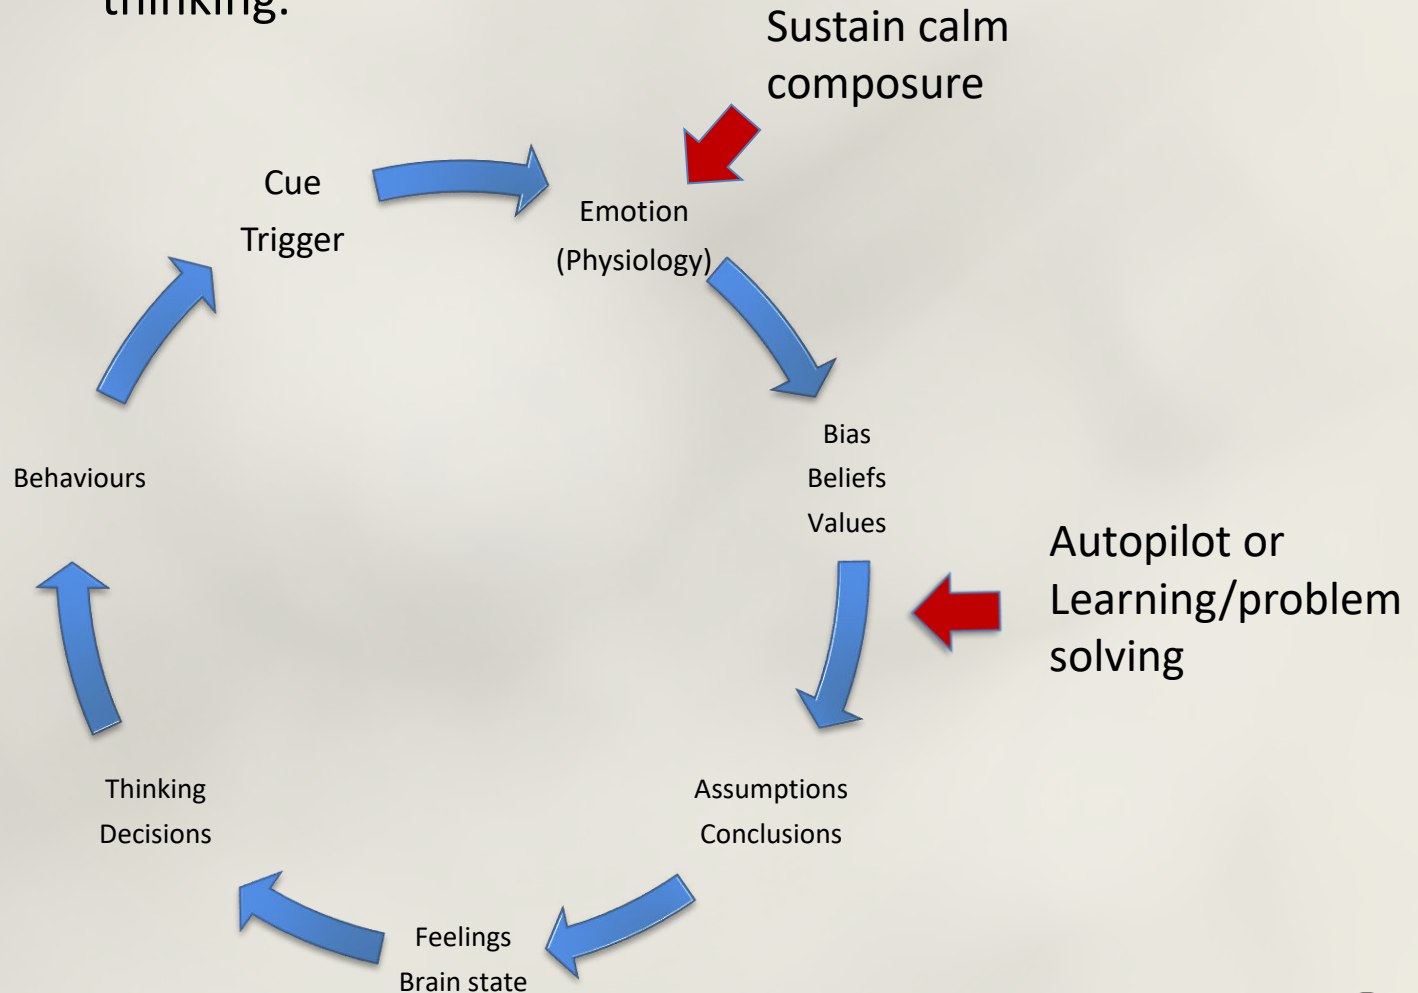 thinking.
Sustain calm
composure
Cue
Trigger
Emotion
(Physiology)
Bias
Beliefs
Values
Autopilot or
Learning/problem
solving
Assumptions
Conclusions
Feelings
Brain state
Thinking
Decisions
Behaviours